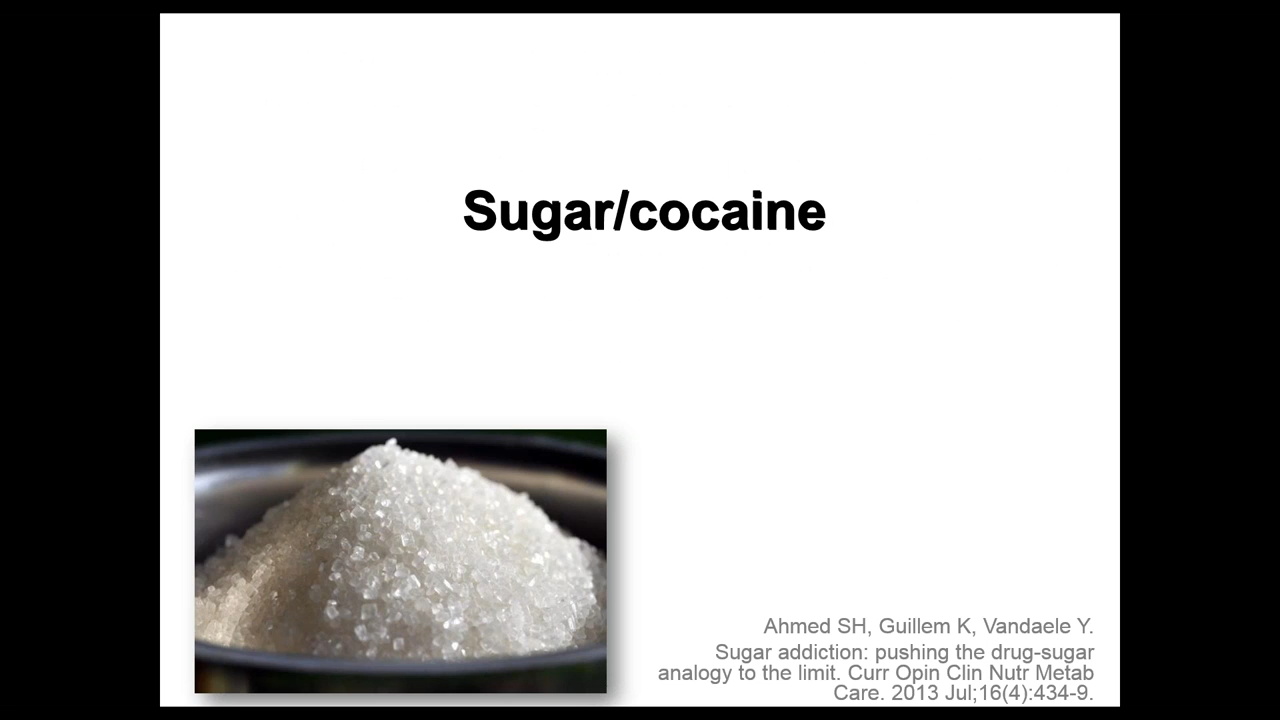 Sugar/cocaine
Ahmed SH, Guillem K, Vandaele Y.
Sugar addiction: pushing the drug-sugar
analogy to the limit. Curr Opin Clin Nutr Metab
Care. 2013 Jul;16(4):434-9.